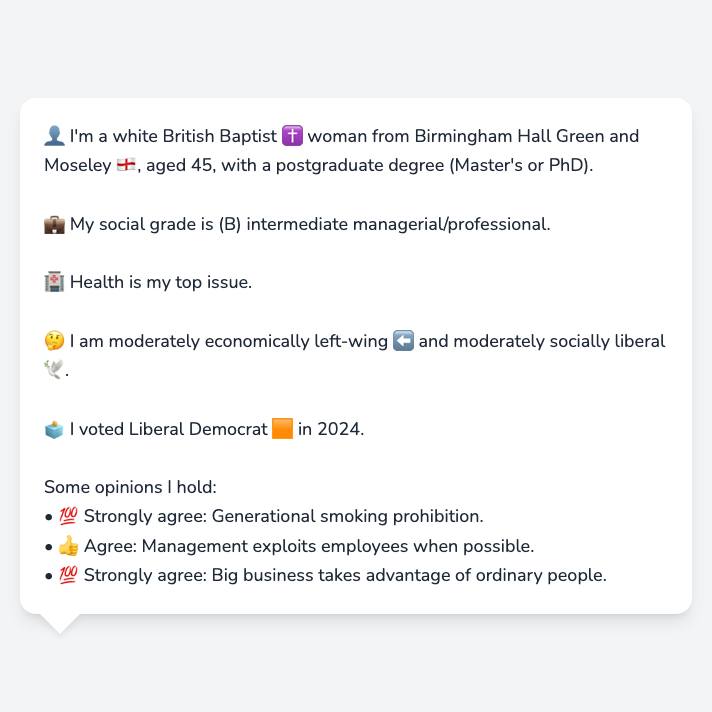 👤 I'm a white British Baptist ✝️ woman from Birmingham Hall Green and
Moseley 🏴󠁧󠁢󠁥󠁮󠁧󠁿, aged 45, with a postgraduate degree (Master's or PhD).
💼 My social grade is (B) intermediate managerial/professional.
🏥 Health is my top issue.
🤔 I am moderately economically left-wing ⬅️ and moderately socially liberal
🕊️.
🗳️ I voted Liberal Democrat 🟧 in 2024.
Some opinions I hold:
• 💯 Strongly agree: Generational smoking prohibition.
• 👍 Agree: Management exploits employees when possible.
• 💯 Strongly agree: Big business takes advantage of ordinary people.